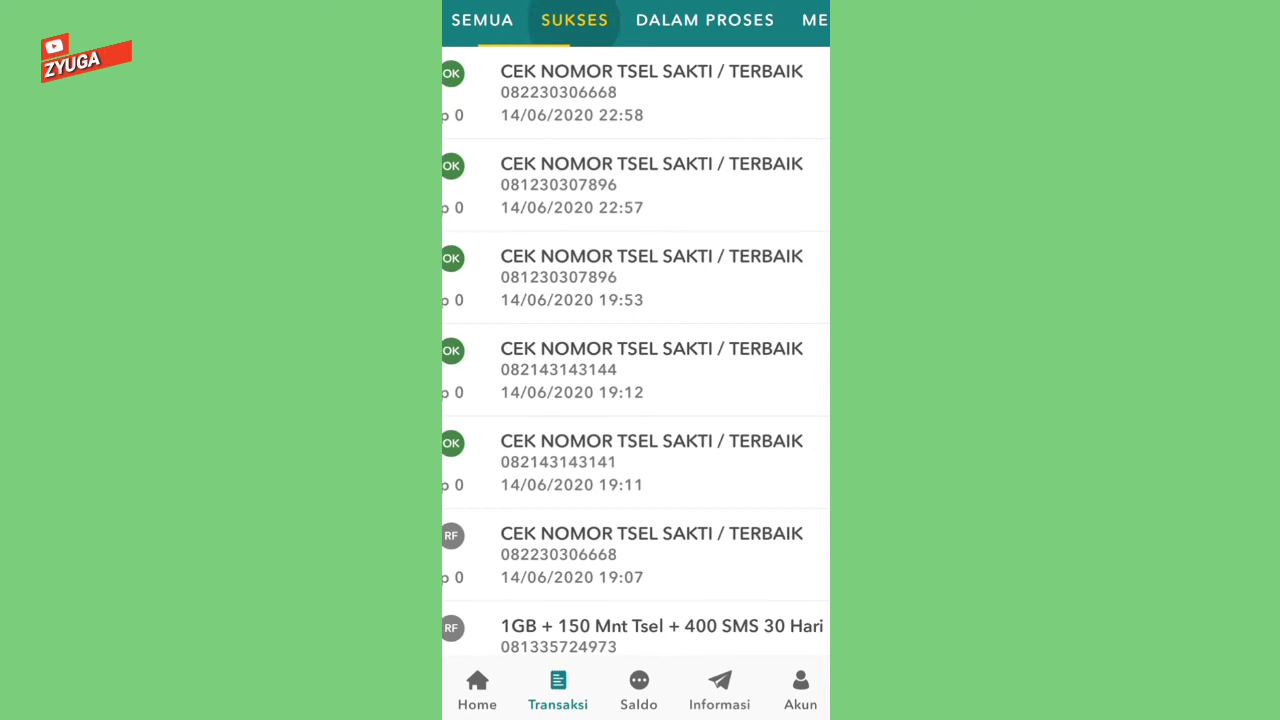 ZYUGA
SEMUA SUKSES DALAM PROSES ME
OK
CEK NOMOR TSEL SAKTI / TERBAIK
082230306668
p 0 14/06/2020 22:58
OK
CEK NOMOR TSEL SAKTI / TERBAIK
081230307896
p 0 14/06/2020 22:57
OK
CEK NOMOR TSEL SAKTI / TERBAIK
081230307896
p 0 14/06/2020 19:53
OK
CEK NOMOR TSEL SAKTI / TERBAIK
082143143144
p 0 14/06/2020 19:12
OK
CEK NOMOR TSEL SAKTI / TERBAIK
082143143141
p 0 14/06/2020 19:11
RF
CEK NOMOR TSEL SAKTI / TERBAIK
082230306668
p 0 14/06/2020 19:07
RF
1GB + 150 Mnt Tsel + 400 SMS 30 Hari
081335724973
Home Transaksi Saldo Informasi Akun